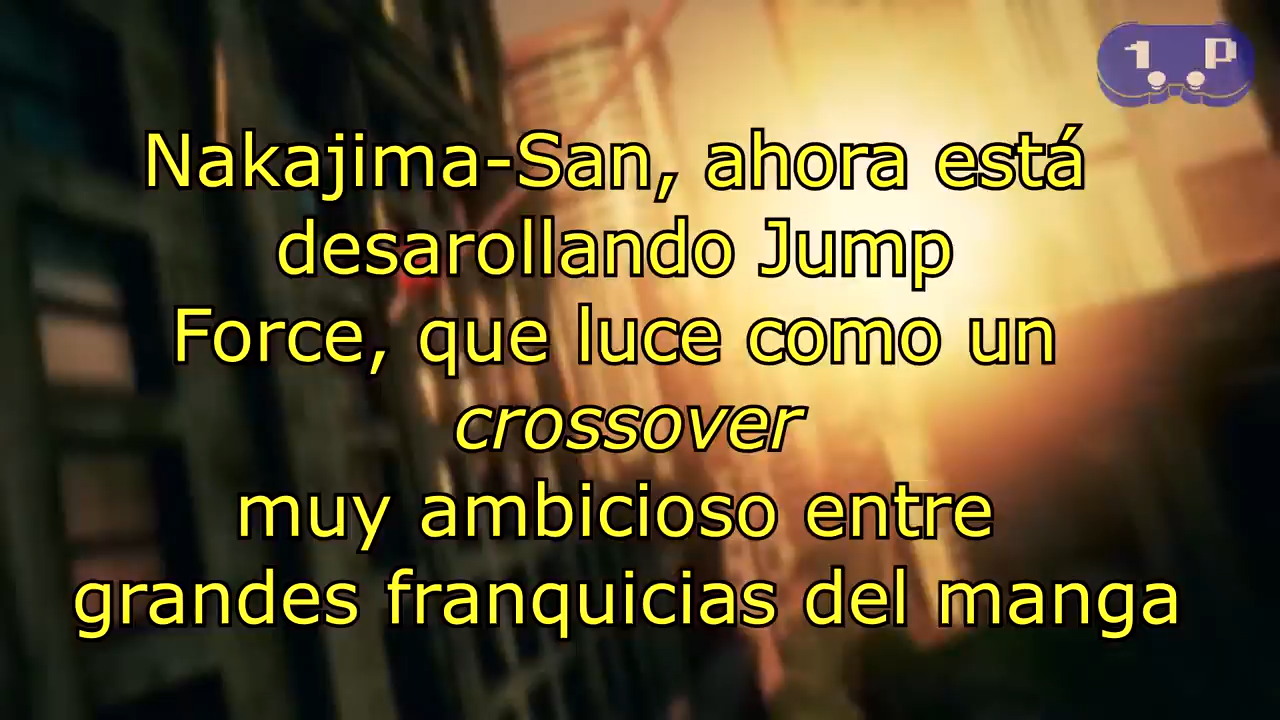 1 P
Nakajima-San, ahora está
desarollando Jump
Force, que luce como un
crossover
muy ambicioso entre
grandes franquicias del manga